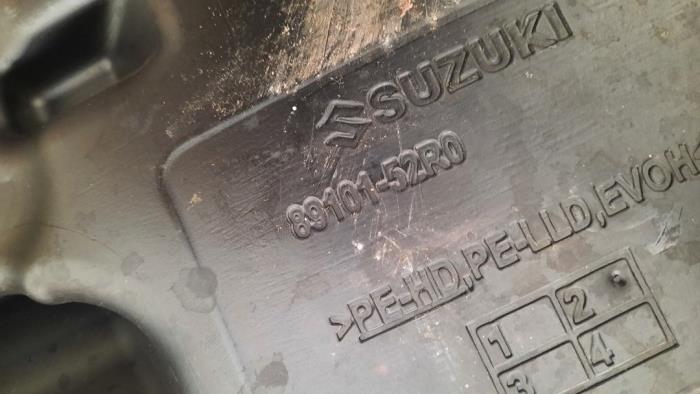 SUZUKI
89101-52R0
>PE-HD,PE-LLD,EVOH<
1 2
3 4